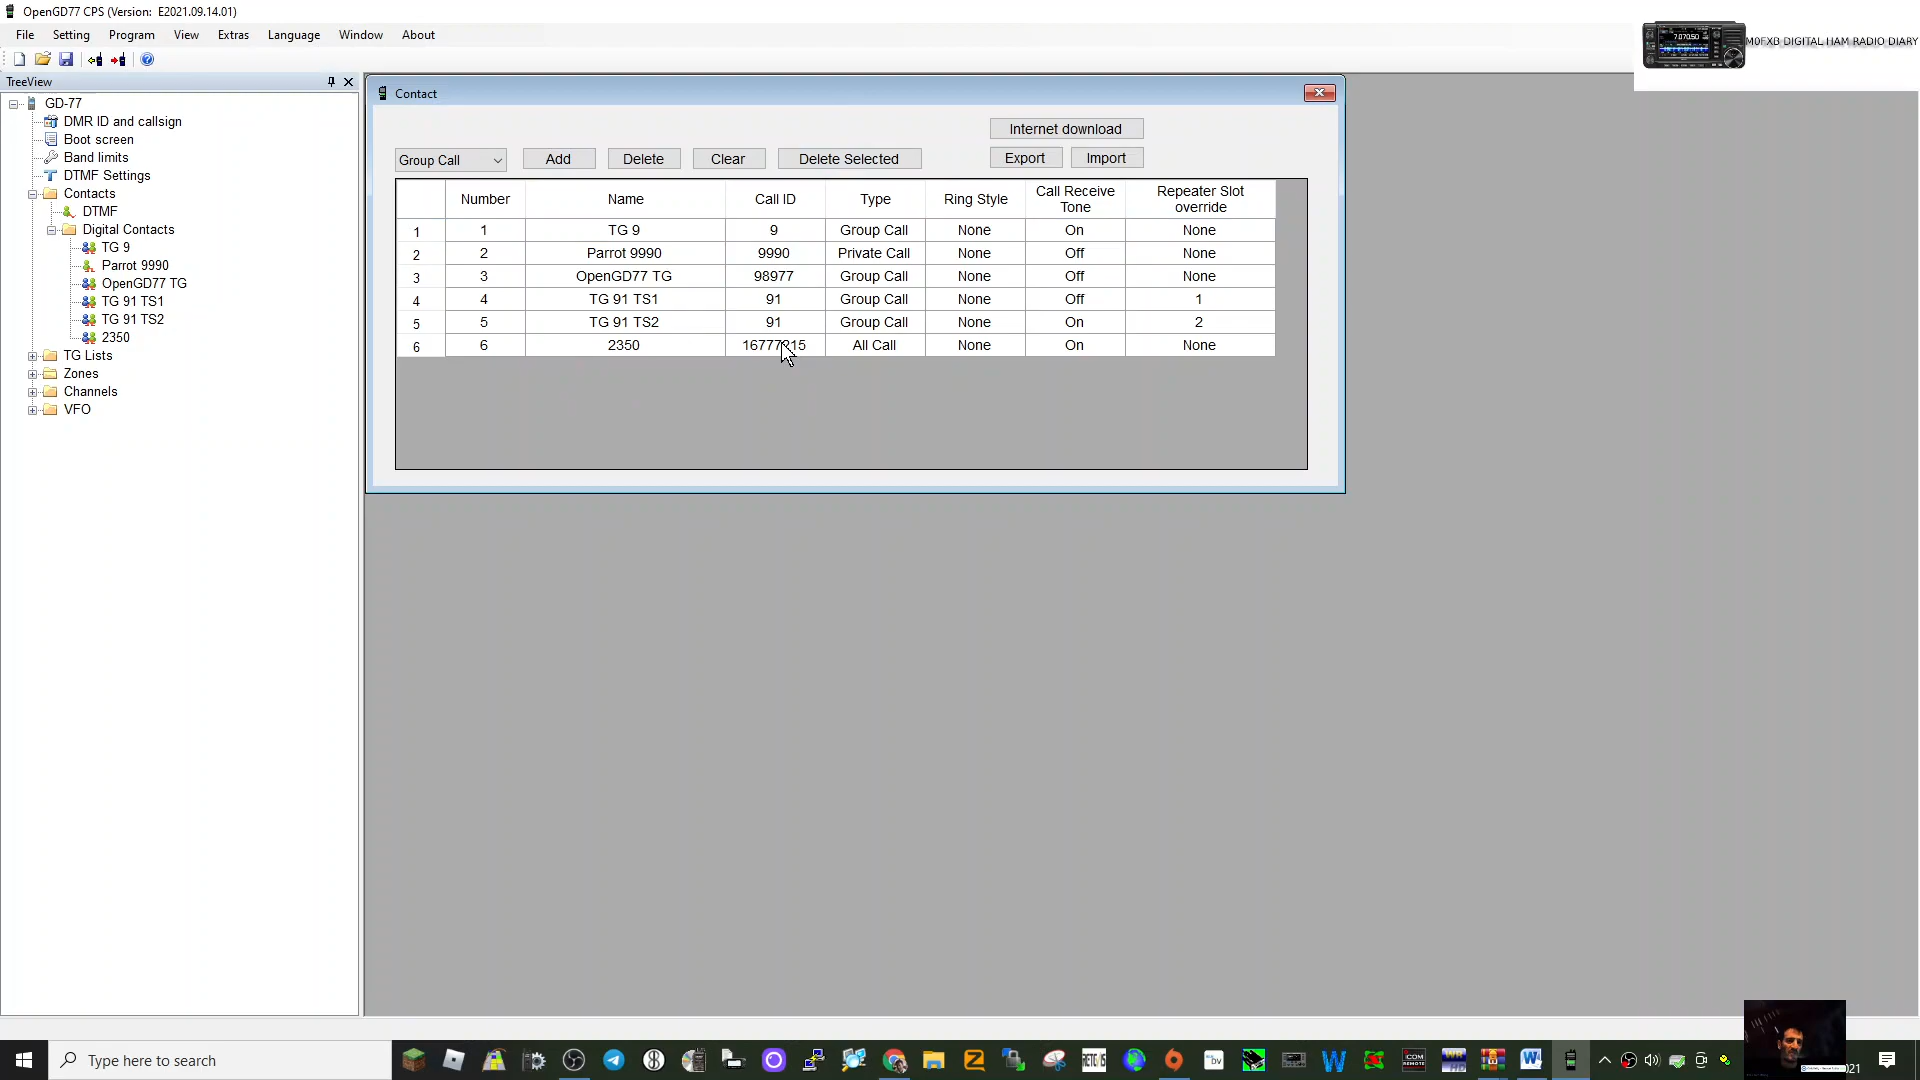 OpenGD77 CPS (Version: E2021.09.14.01)
File Setting Program View Extras Language Window About
M0FXB DIGITAL HAM RADIO DIARY
7.070.50
TreeView
GD-77
DMR ID and callsign
Boot screen
Band limits
DTMF Settings
Contacts
DTMF
Digital Contacts
TG 9
Parrot 9990
OpenGD77 TG
TG 91 TS1
TG 91 TS2
2350
TG Lists
Zones
Channels
VFO
Contact
Internet download
Group Call Add Delete Clear Delete Selected Export Import
Number Name Call ID Type Ring Style Call Receive Tone Repeater Slot override
1 1 TG 9 9 Group Call None On None
2 2 Parrot 9990 9990 Private Call None Off None
3 3 OpenGD77 TG 98977 Group Call None Off None
4 4 TG 91 TS1 91 Group Call None Off 1
5 5 TG 91 TS2 91 Group Call None On 2
6 6 2350 16777215 All Call None On None
Type here to search